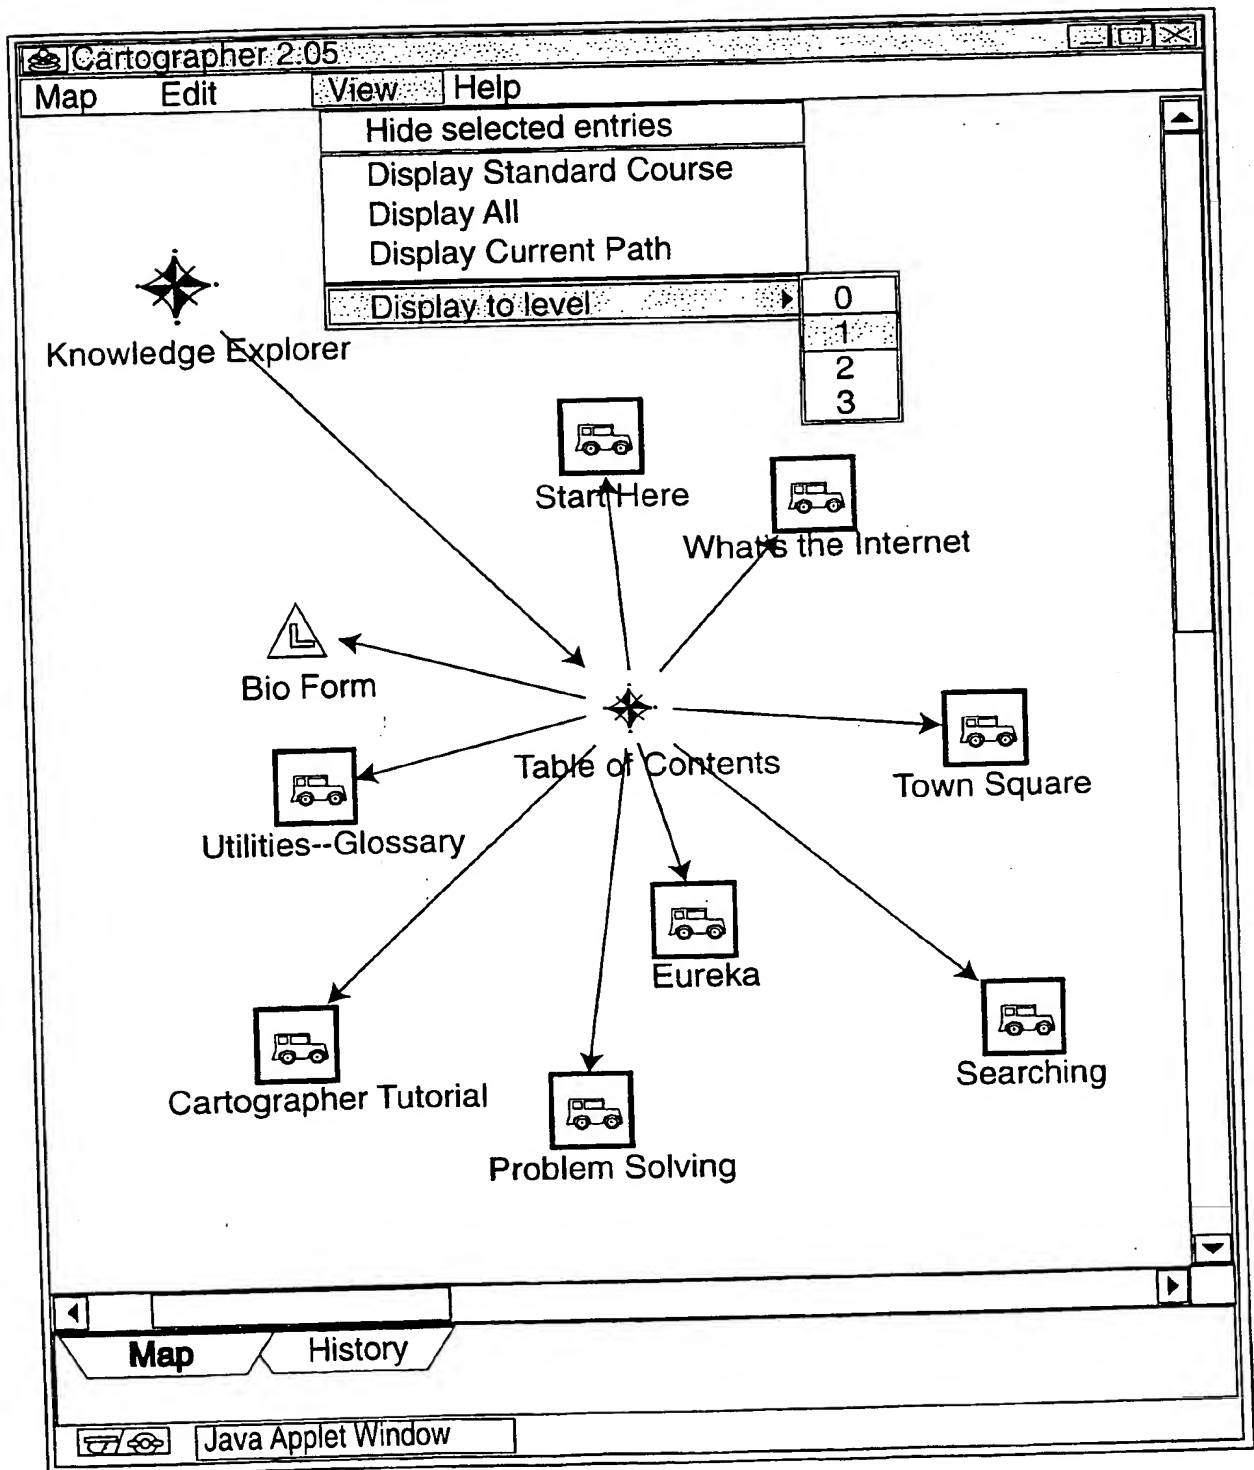 Cartographer 2.05
Map Edit View Help
Hide selected entries
Display Standard Course
Display All
Display Current Path
Display to level
0
1
2
3
Knowledge Explorer
Start Here
What's the Internet
L
Bio Form
Table of Contents
Town Square
Utilities--Glossary
Eureka
Searching
Cartographer Tutorial
Problem Solving
Map History
Java Applet Window